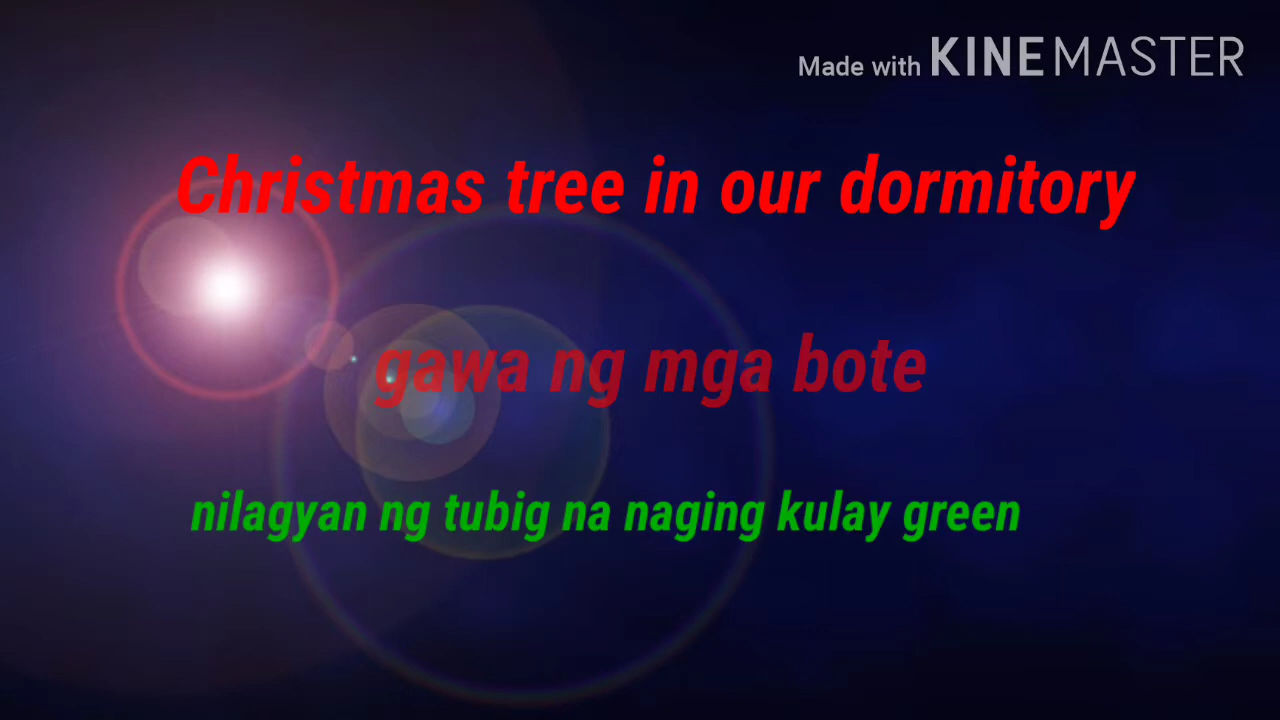 Made with KINEMASTER
Christmas tree in our dormitory
gawa ng mga bote
nilagyan ng tubig na naging kulay green